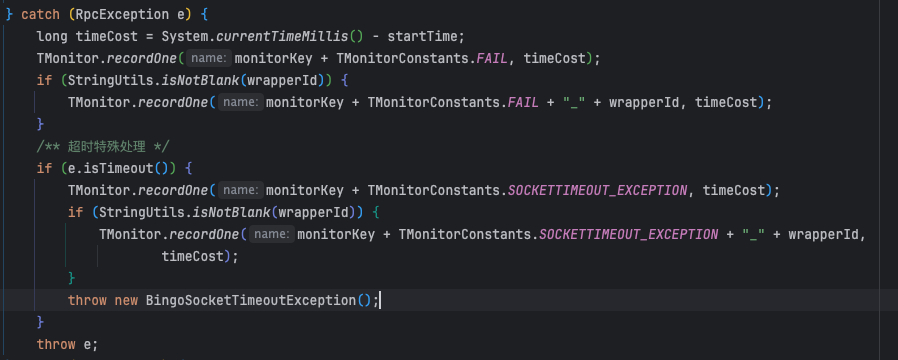 } catch (RpcException e) {
long timeCost = System.currentTimeMillis() - startTime;
TMonitor.recordOne( name: monitorKey + TMonitorConstants.FAIL, timeCost);
if (StringUtils.isNotBlank(wrapperId)) {
TMonitor.recordOne( name: monitorKey + TMonitorConstants.FAIL + "_" + wrapperId, timeCost);
}
/** 超时特殊处理 */
if (e.isTimeout()) {
TMonitor.recordOne( name: monitorKey + TMonitorConstants.SOCKETTIMEOUT_EXCEPTION, timeCost);
if (StringUtils.isNotBlank(wrapperId)) {
TMonitor.recordOne( name: monitorKey + TMonitorConstants.SOCKETTIMEOUT_EXCEPTION + "_" + wrapperId,
timeCost);
}
throw new BingoSocketTimeoutException();
}
throw e;